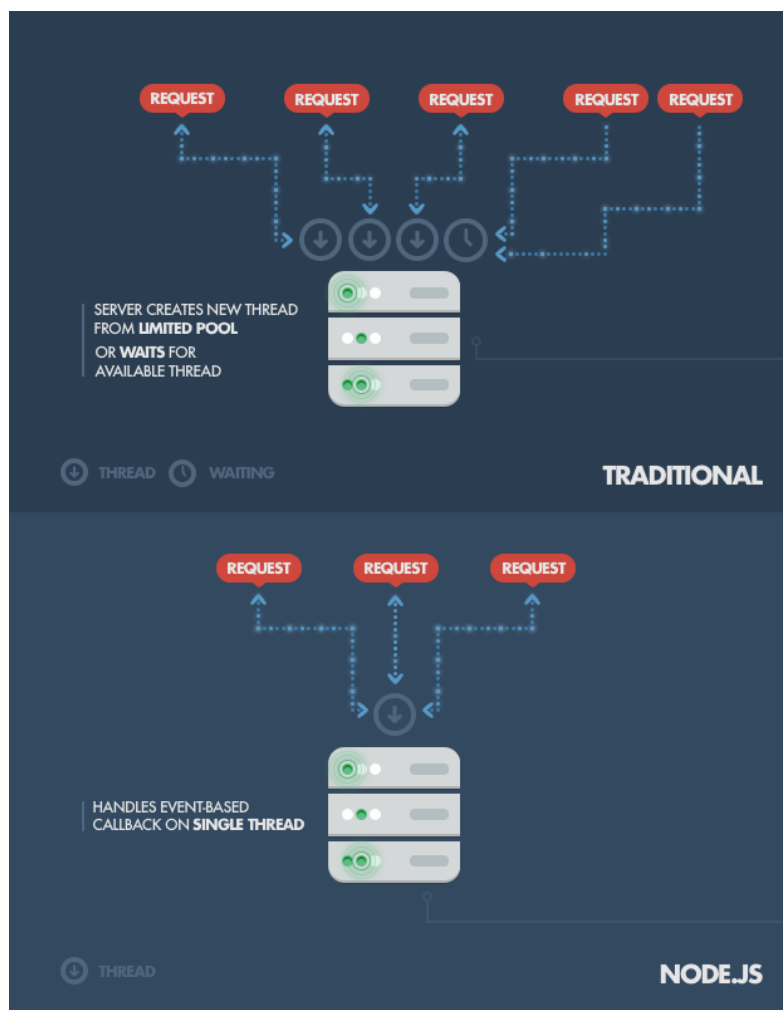 REQUEST REQUEST REQUEST REQUEST REQUEST
SERVER CREATES NEW THREAD
FROM LIMITED POOL
OR WAITS FOR
AVAILABLE THREAD
THREAD WAITING
TRADITIONAL
REQUEST REQUEST REQUEST
HANDLES EVENT-BASED
CALLBACK ON SINGLE THREAD
THREAD
NODE.JS